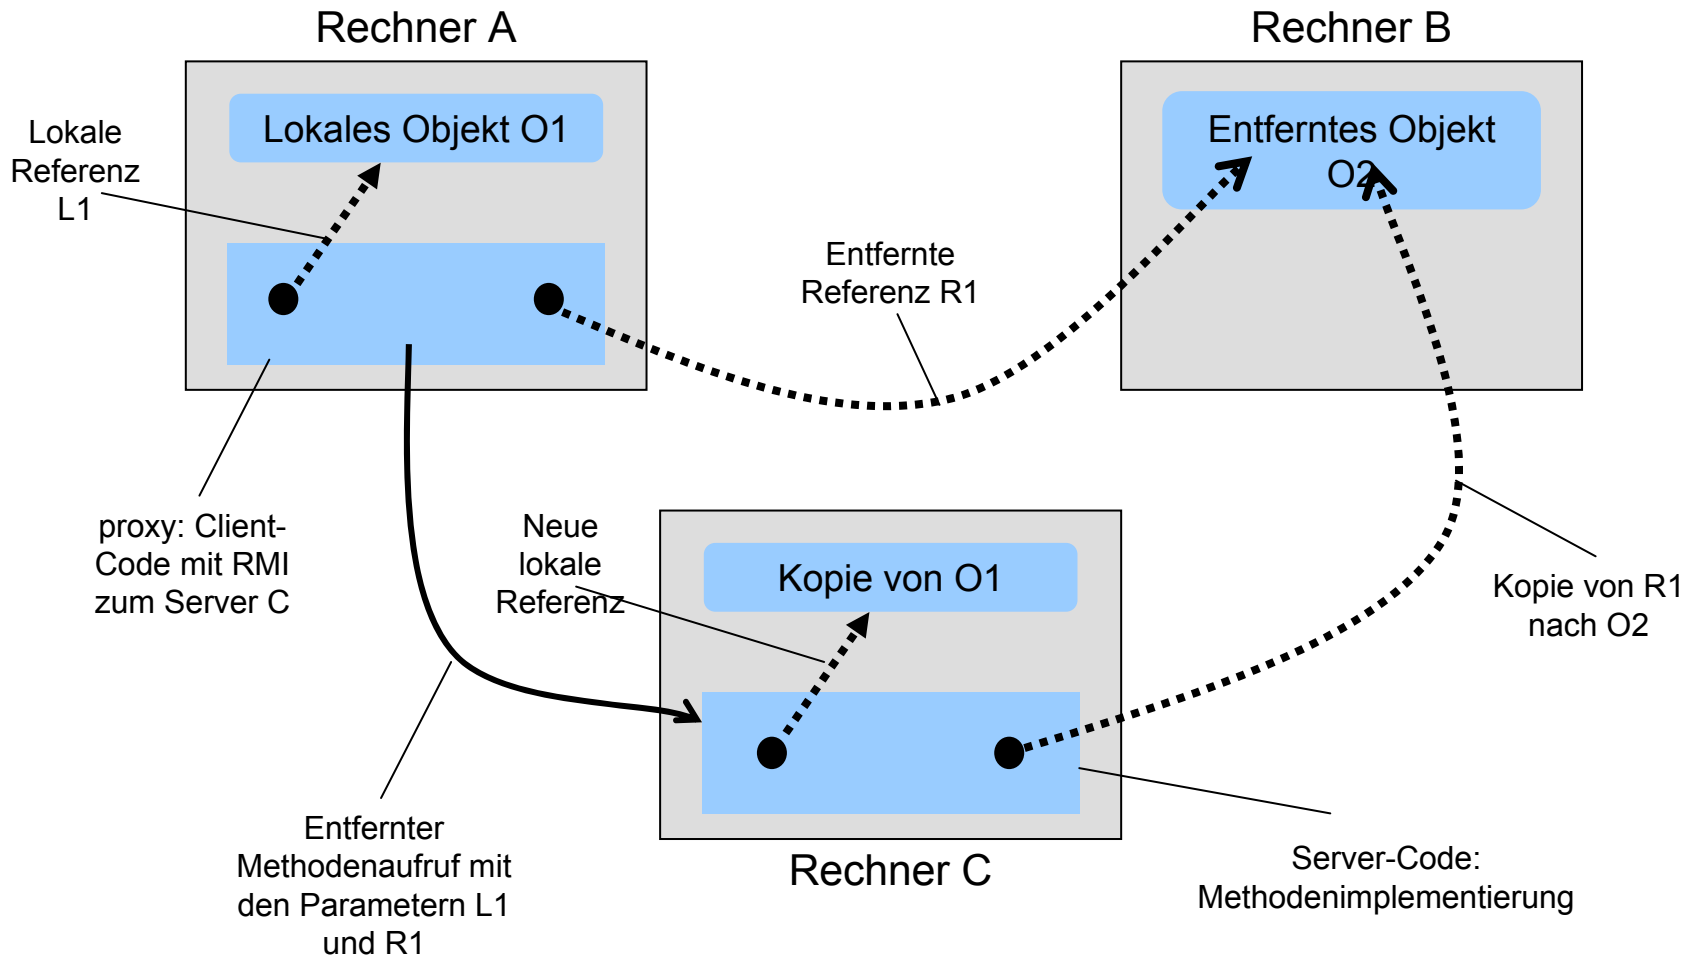 Rechner A
Rechner B
Lokale
Referenz
L1
Lokales Objekt O1
Entferntes Objekt
O2
Entfernte
Referenz R1
proxy: Client-
Code mit RMI
zum Server C
Neue
lokale
Referenz
Kopie von O1
Kopie von R1
nach O2
Entfernter
Methodenaufruf mit
den Parametern L1
und R1
Rechner C
Server-Code:
Methodenimplementierung